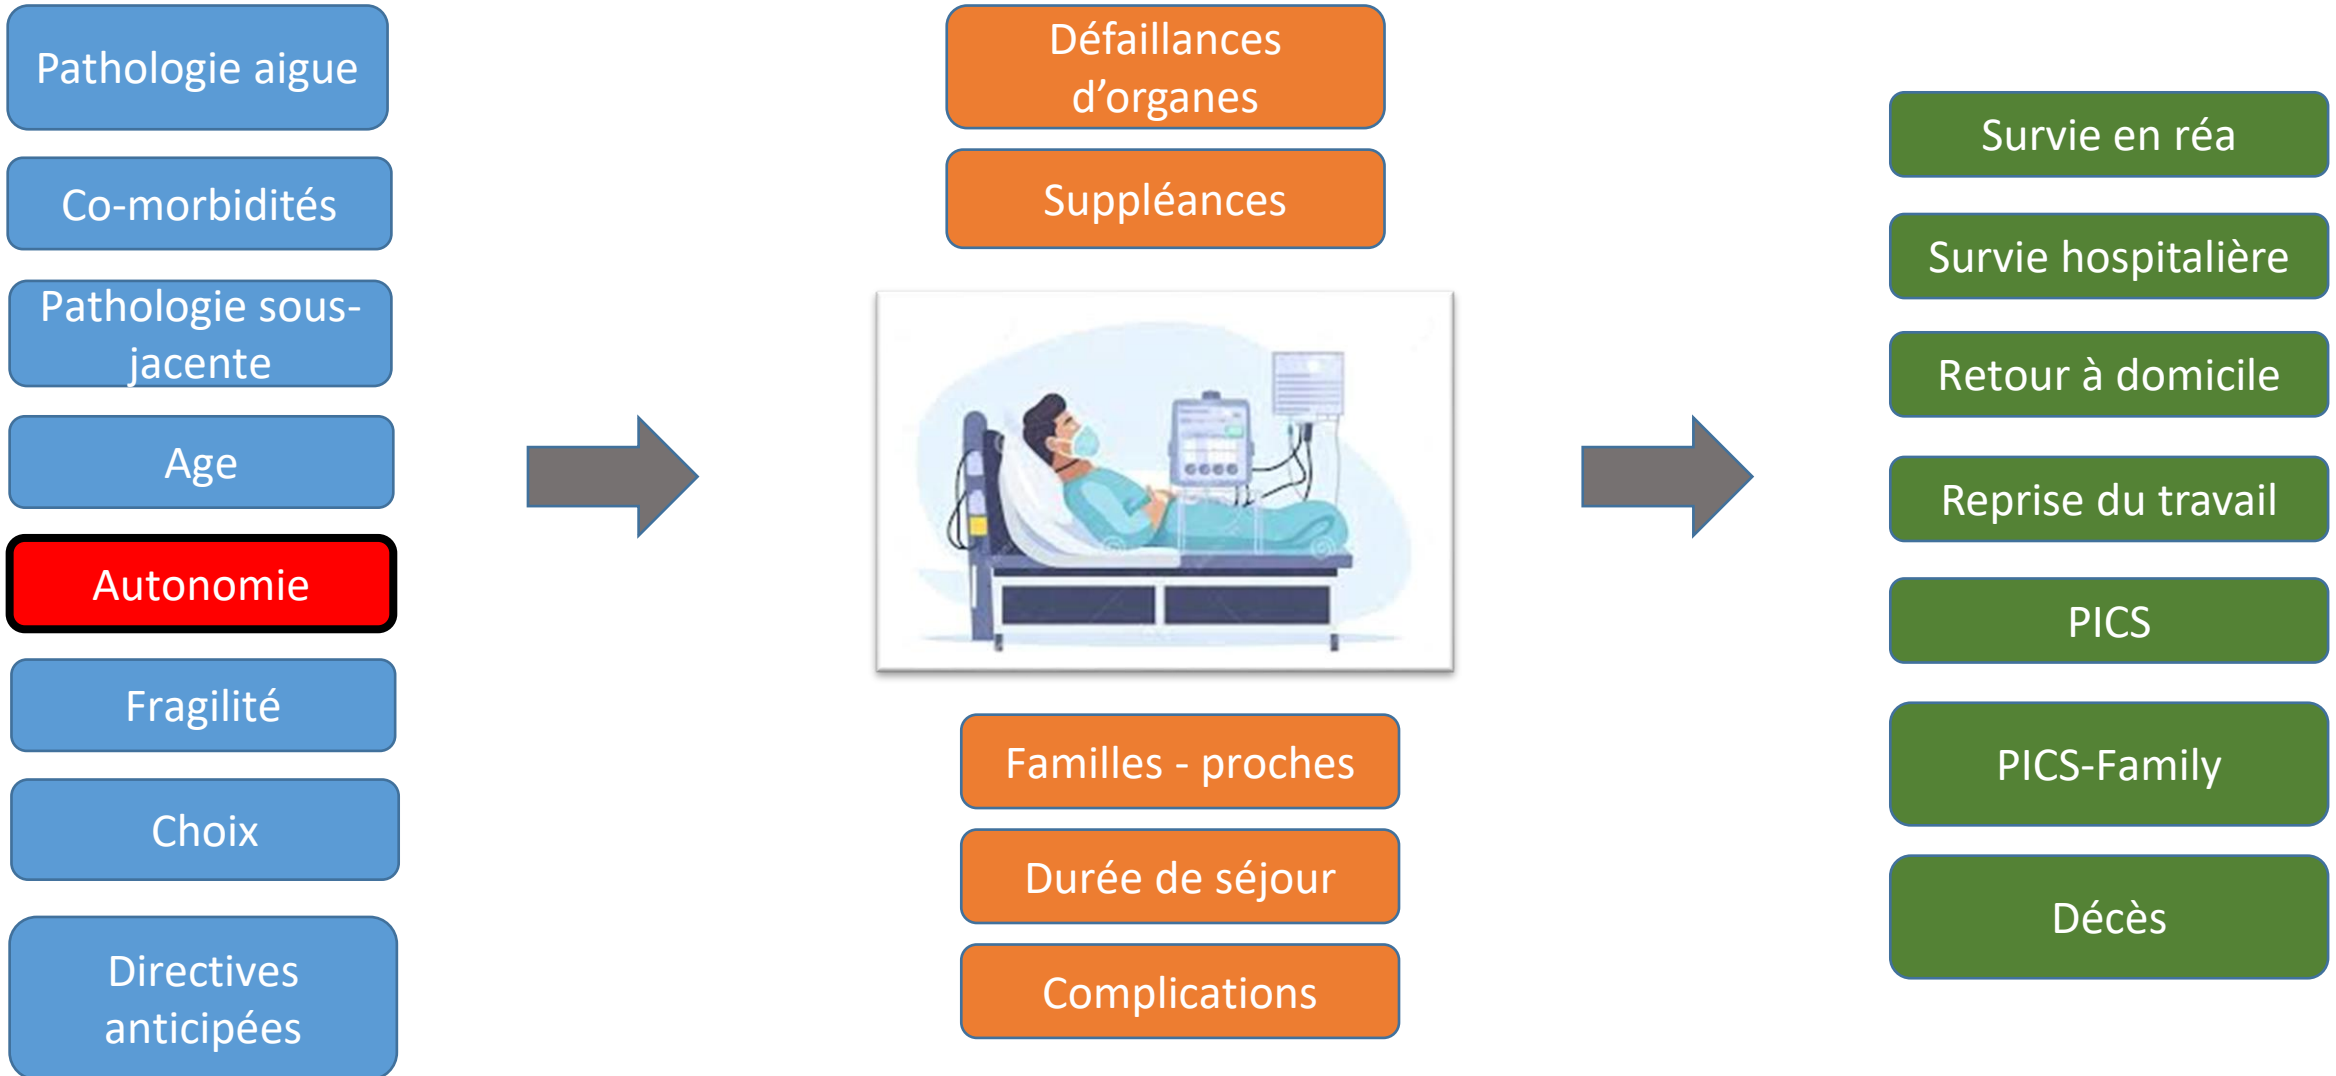 Pathologie aigue
Co-morbidités
Pathologie sous-
jacente
Age
Autonomie
Fragilité
Choix
Directives
anticipées
Défaillances
d’organes
Suppléances
Familles - proches
Durée de séjour
Complications
Survie en réa
Survie hospitalière
Retour à domicile
Reprise du travail
PICS
PICS-Family
Décès